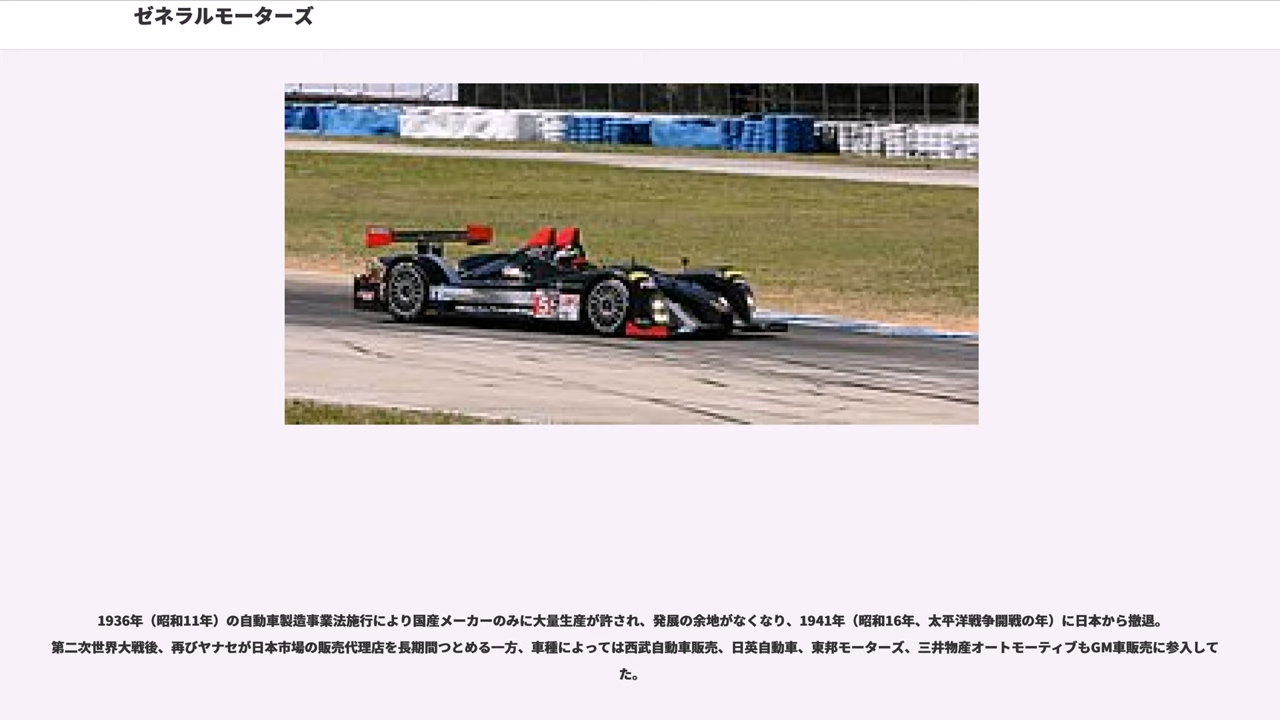 ゼネラルモーターズ
1936年（昭和11年）の自動車製造事業法施行により国産メーカーのみに大量生産が許され、発展の余地がなくなり、1941年（昭和16年、太平洋戦争開戦の年）に日本から撤退。
第二次世界大戦後、再びヤナセが日本市場の販売代理店を長期間つとめる一方、車種によっては西武自動車販売、日英自動車、東邦モーターズ、三井物産オートモーティブもGM車販売に参入して
た。